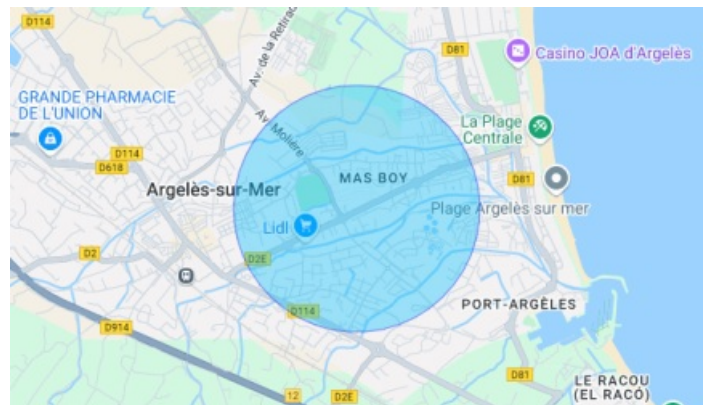 D114
Av. de la Retirac
D81
Casino JOA d'Argelès
GRANDE PHARMACIE
DE L'UNION
Av. Molière
La Plage
Centrale
D114
D618
MAS BOY
D81
Argelès-sur-Mer
Plage Argelès sur mer
Lidl
D2
D2E
PORT-ARGELÈS
D114
D914
D81
LE RACOU
(EL RACÓ)
12
D2E